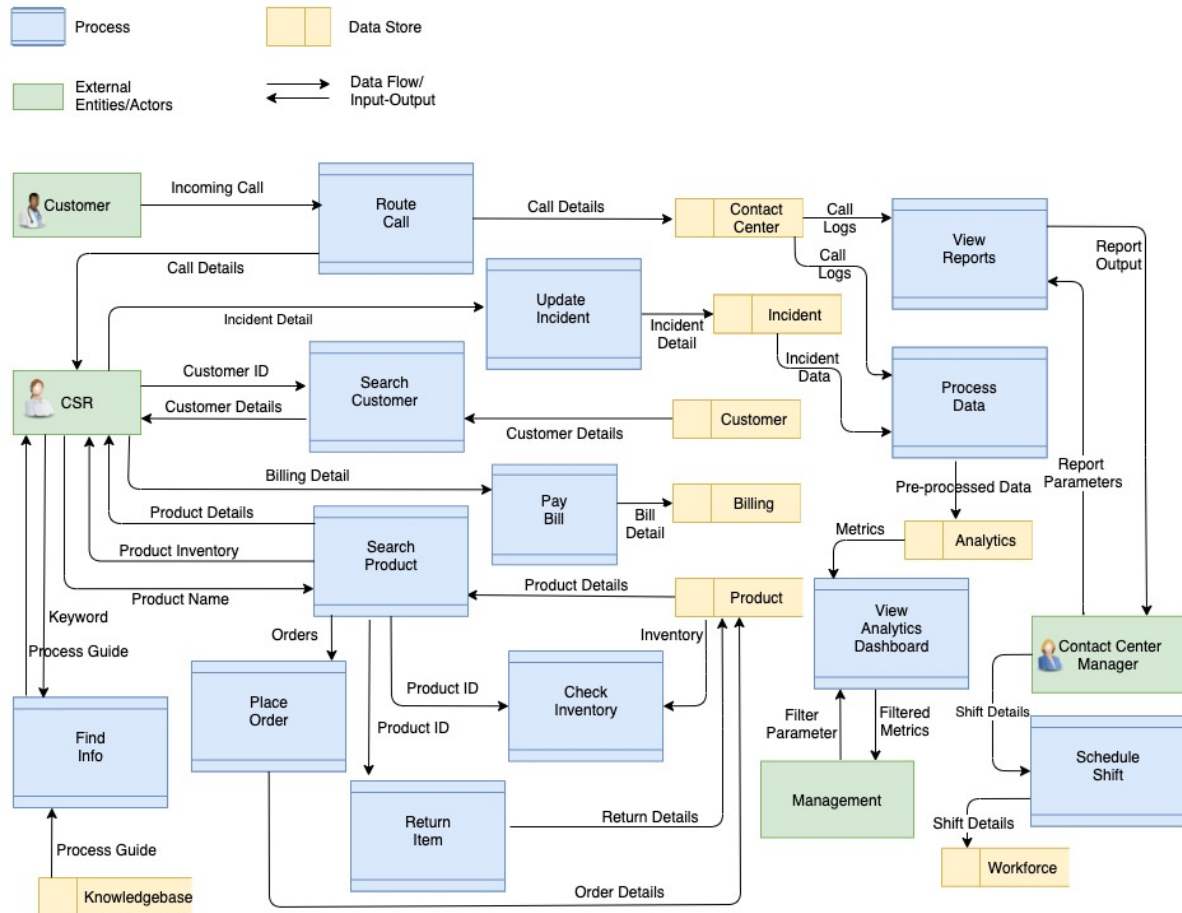 Process
Data Store
External
Entities/Actors
Data Flow/
Input-Output
Customer
Incoming Call
Route
Call
Call Details
Contact
Center
Call
Logs
View
Reports
Report
Output
Call Details
Call
Logs
Update
Incident
Incident Detail
Incident
Detail
Incident
Incident
Data
CSR
Customer ID
Customer Details
Search
Customer
Customer Details
Customer
Process
Data
Report
Parameters
Billing Detail
Pay
Bill
Bill
Detail
Billing
Pre-processed Data
Product Details
Product Inventory
Product Name
Search
Product
Product Details
Product
Metrics
Analytics
View
Analytics
Dashboard
Keyword
Process Guide
Orders
Inventory
Contact Center
Manager
Place
Order
Product ID
Product ID
Check
Inventory
Filter
Parameter
Filtered
Metrics
Shift Details
Find
Info
Schedule
Shift
Management
Return
Item
Return Details
Shift Details
Process Guide
Workforce
Knowledgebase
Order Details